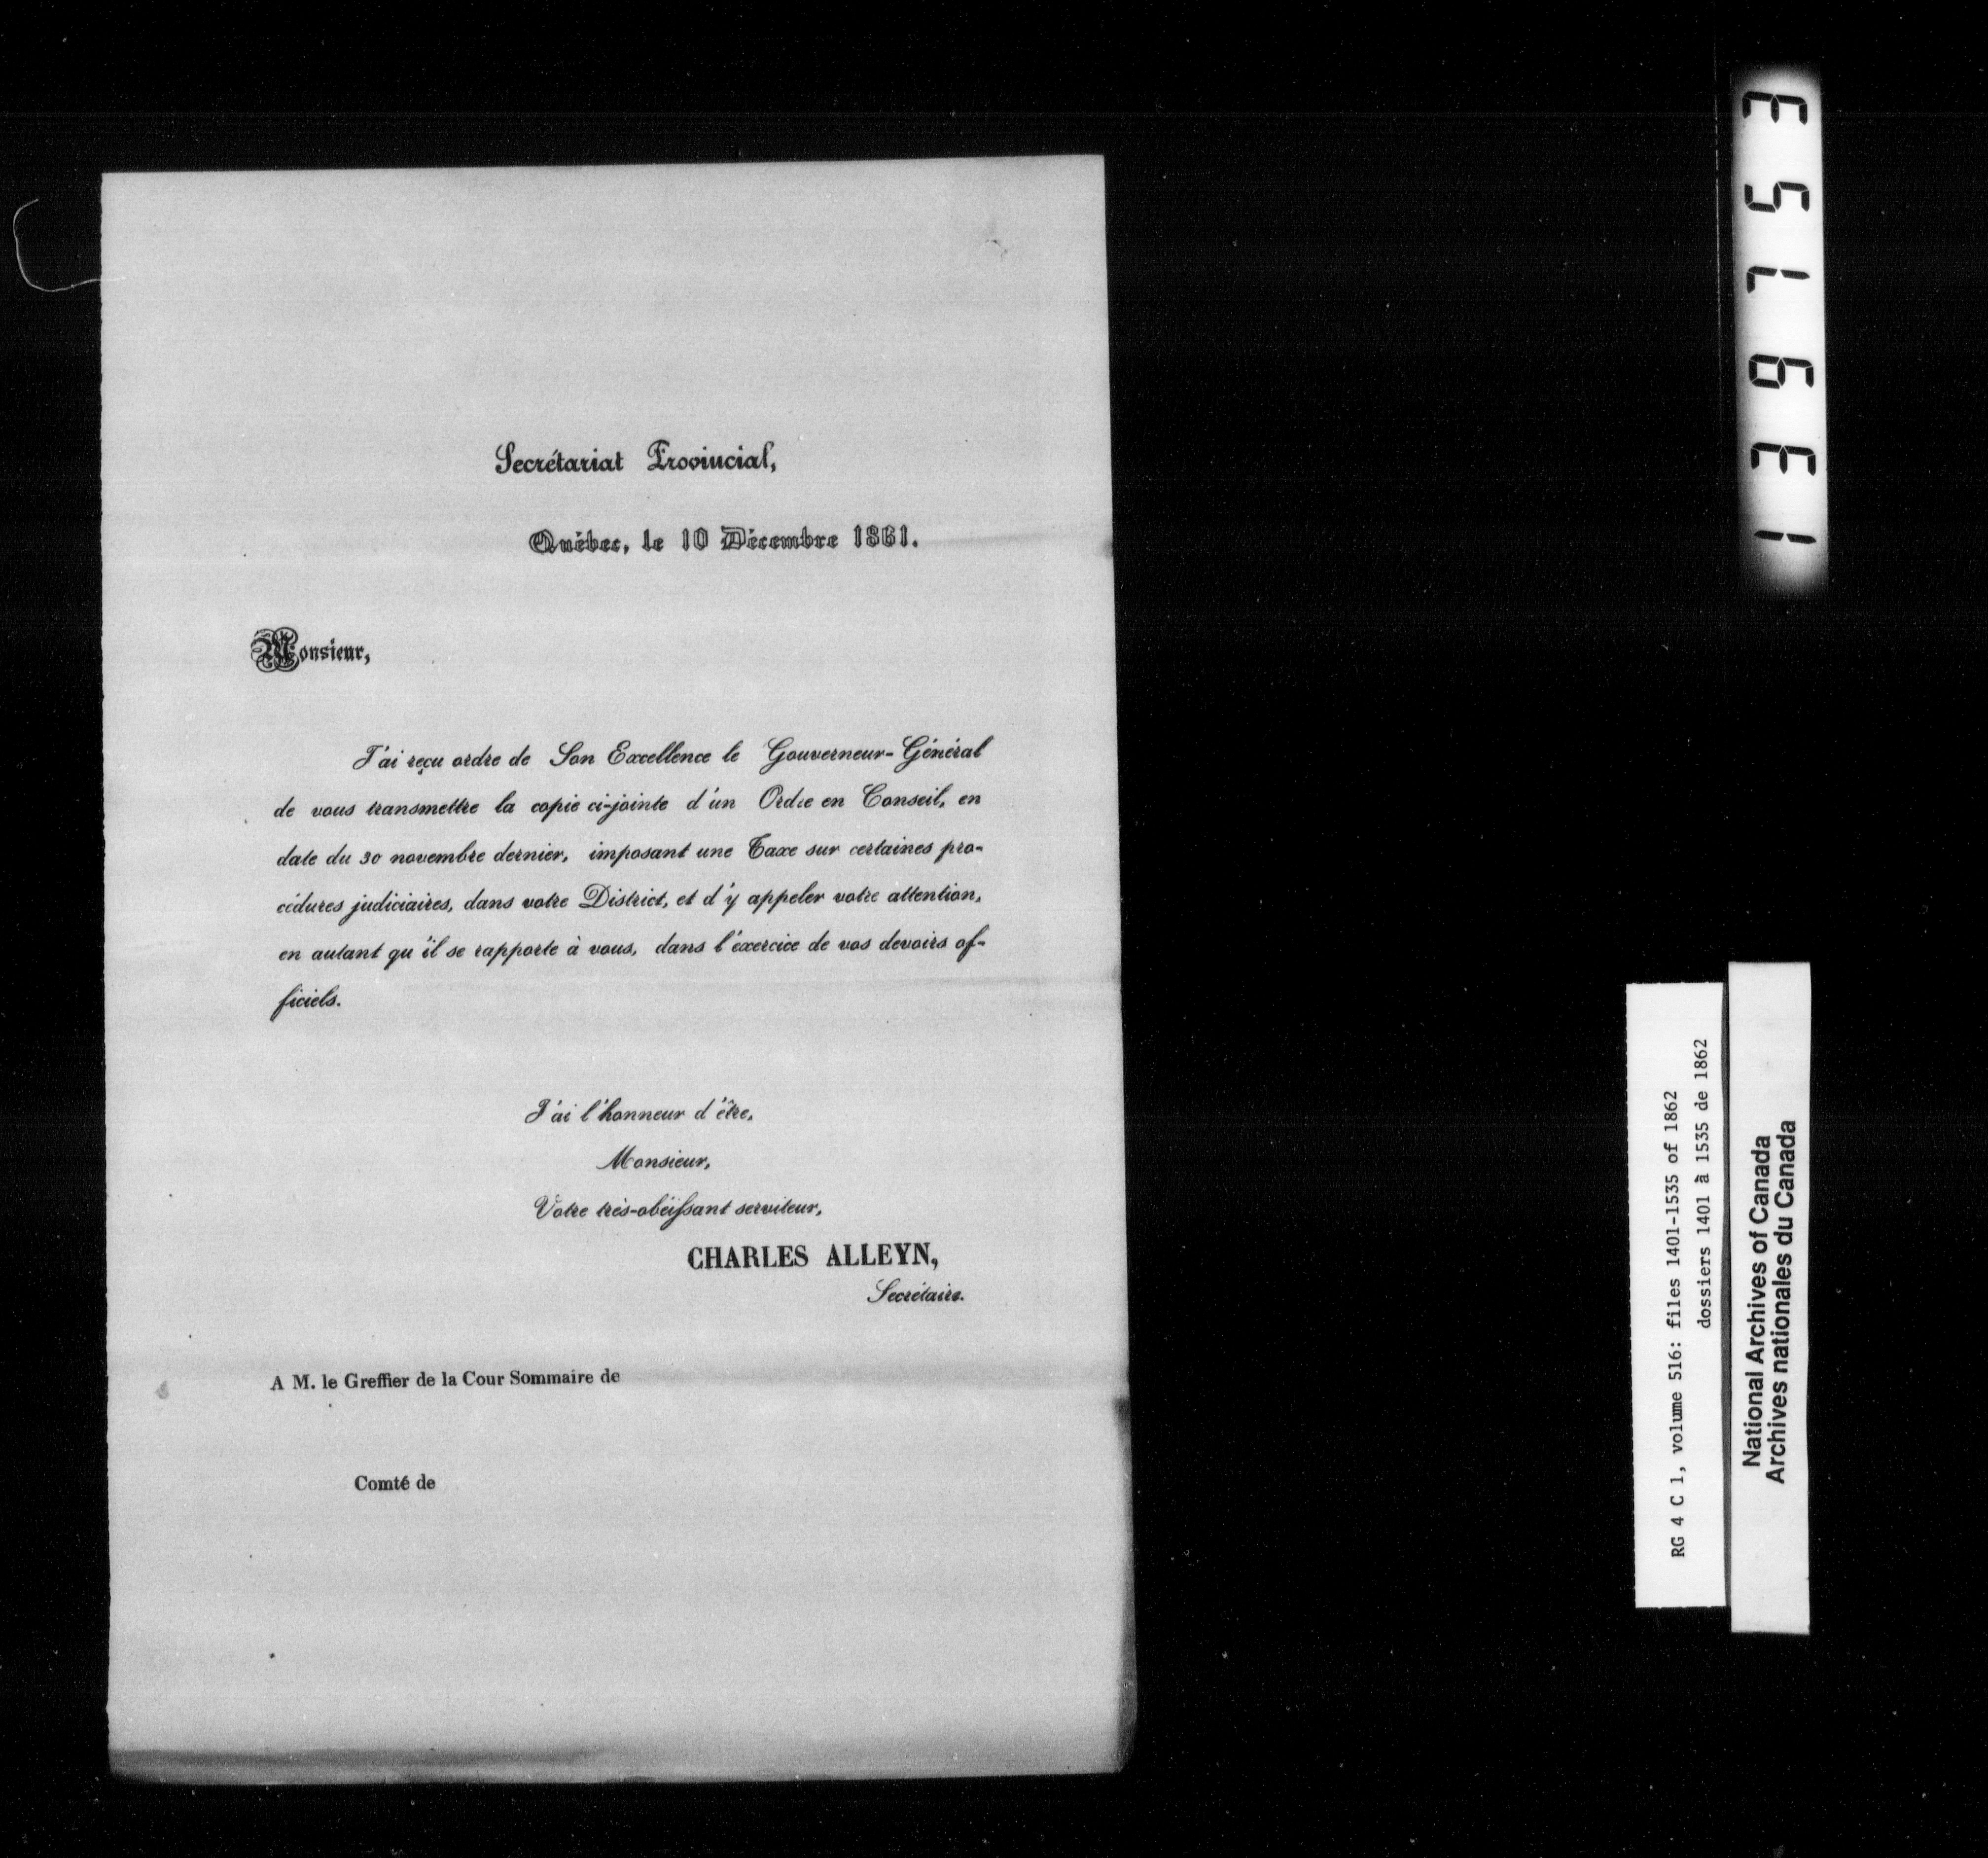 Secrétariat Provincial,
Québec, le 10 Décembre 1861.
Monsieur,
J'ai reçu ordre de Son Excellence le Gouverneur-Général
de vous transmettre la copie ci-jointe d'un Ordre en Conseil, en
date du 30 novembre dernier, imposant une Taxe sur certaines pro-
cédures judiciaires, dans votre District, et d'y appeler votre attention,
en autant qu'il se rapporte à vous, dans l'exercice de vos devoirs of-
ficiels.
J'ai l'honneur d'être,
Monsieur,
Votre très-obéissant serviteur,
CHARLES ALLEYN,
Secrétaire.
A M. le Greffier de la Cour Sommaire de
Comté de
136753
RG 4 C 1, volume 516: files 1401-1535 of 1862
dossiers 1401 à 1535 de 1862
National Archives of Canada
Archives nationales du Canada